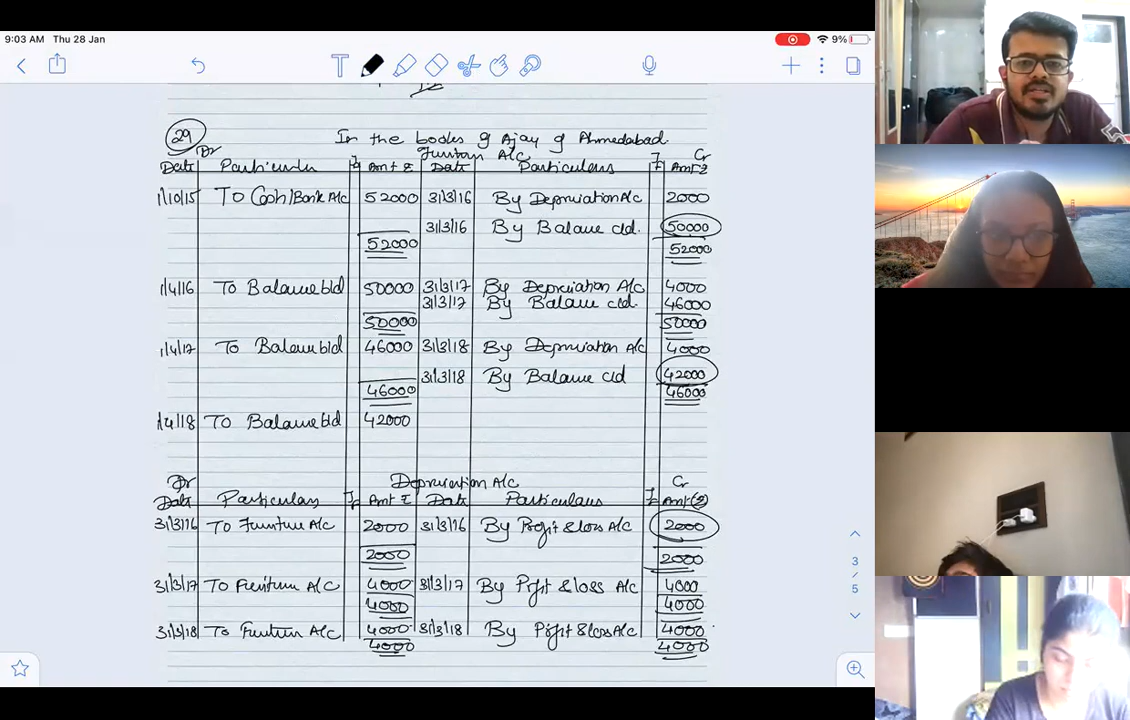 9:03 AM Thu 28 Jan 9%
29 In the books of Ajay of Ahmedabad
Dr Furniture A/c Cr
Date Particulars Amt ₹ Date Particulars Amt ₹
1/10/15 To Cash/Bank A/c 52000 31/3/16 By Depreciation A/c 2000
31/3/16 By Balance c/d. 50000
52000 52000
1/4/16 To Balance b/d 50000 31/3/17 By Depreciation A/c 4000
31/3/17 By Balance c/d. 46000
50000 50000
1/4/17 To Balance b/d 46000 31/3/18 By Depreciation A/c 4000
31/3/18 By Balance c/d 42000
46000 46000
1/4/18 To Balance b/d 42000
Dr Depreciation A/c Cr
Date Particulars Amt ₹ Date Particulars Amt (₹)
31/3/16 To Furniture A/c 2000 31/3/16 By Profit & loss A/c 2000
2000 2000
31/3/17 To Furniture A/c 4000 31/3/17 By Profit & loss A/c 4000
4000 4000
31/3/18 To Furniture A/c 4000 31/3/18 By Profit & loss A/c 4000
4000 4000
3
/
5